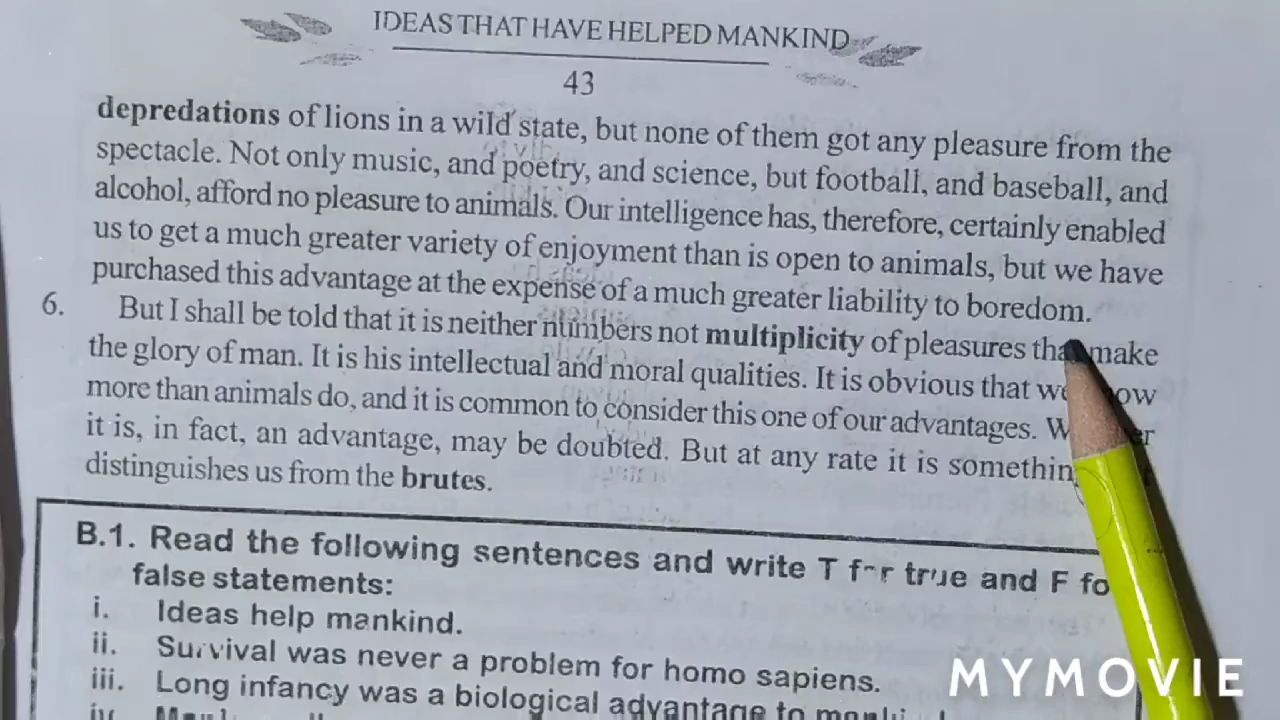 IDEAS THAT HAVE HELPED MANKIND
43
depredations of lions in a wild state, but none of them got any pleasure from the
spectacle. Not only music, and poetry, and science, but football, and baseball, and
alcohol, afford no pleasure to animals. Our intelligence has, therefore, certainly enabled
us to get a much greater variety of enjoyment than is open to animals, but we have
purchased this advantage at the expense of a much greater liability to boredom.
6. But I shall be told that it is neither numbers not multiplicity of pleasures that make
the glory of man. It is his intellectual and moral qualities. It is obvious that we know
more than animals do, and it is common to consider this one of our advantages.
it is, in fact, an advantage, may be doubted. But at any rate it is something
distinguishes us from the brutes.
B.1. Read the following sentences and write T for true and F
false statements:
i. Ideas help mankind.
ii. Survival was never a problem for homo sapiens.
iii. Long infancy was a biological advantage to
iv.
MYMOVIE